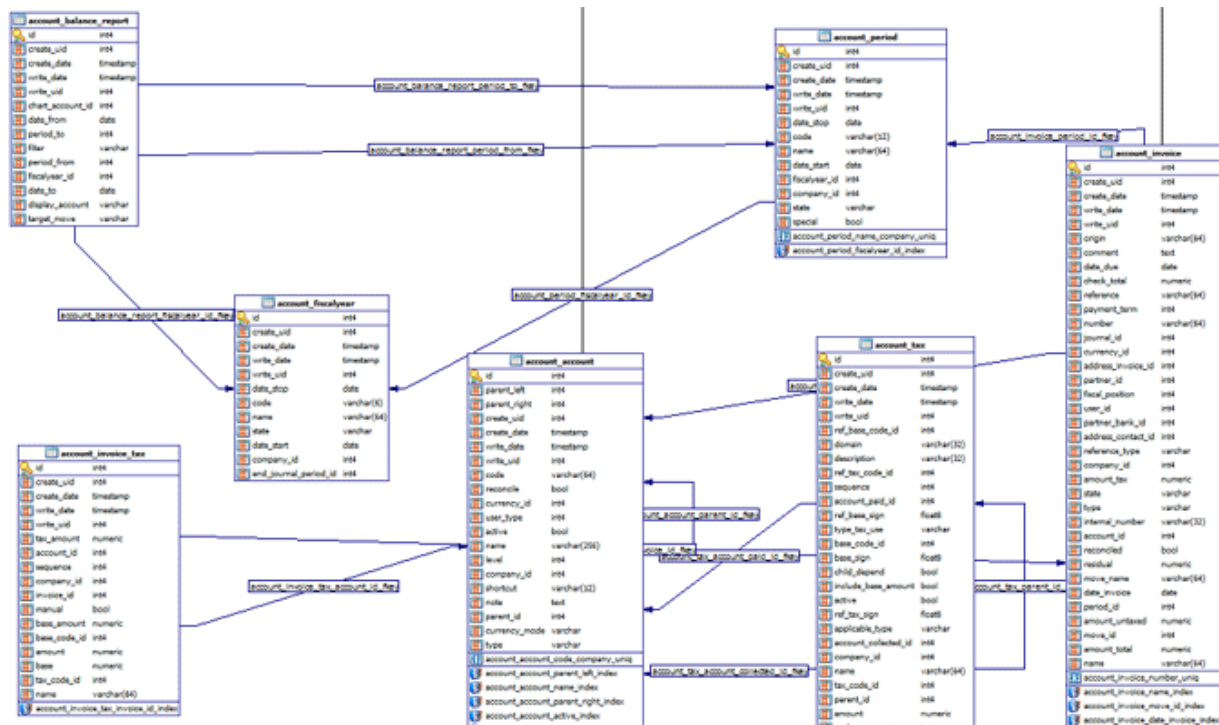 account_balance_report
id int4
create_uid int4
create_date timestamp
write_date timestamp
write_uid int4
chart_account_id int4
date_from date
period_to int4
filter varchar
period_from int4
fiscalyear_id int4
date_to date
display_account varchar
target_move varchar
account_balance_report_period_to_fkey
account_balance_report_period_from_fkey
account_period
id int4
create_uid int4
create_date timestamp
write_date timestamp
write_uid int4
date_stop date
code varchar(12)
name varchar(64)
date_start date
fiscalyear_id int4
company_id int4
state varchar
special bool
account_period_name_company_uniq
account_period_fiscalyear_id_index
account_invoice_period_id_fkey
account_invoice
id int4
create_uid int4
create_date timestamp
write_date timestamp
write_uid int4
origin varchar(64)
comment text
date_due date
check_total numeric
reference varchar(64)
payment_term int4
number varchar(64)
journal_id int4
currency_id int4
address_invoice_id int4
partner_id int4
fiscal_position int4
user_id int4
partner_bank_id int4
address_contact_id int4
reference_type varchar
company_id int4
amount_tax numeric
state varchar
type varchar
internal_number varchar(32)
account_id int4
reconciled bool
residual numeric
move_name varchar(64)
date_invoice date
period_id int4
amount_untaxed numeric
move_id int4
amount_total numeric
name varchar(64)
account_invoice_number_uniq
account_invoice_name_index
account_invoice_move_id_index
account_invoice_date_invoice_index
account_balance_report_fiscalyear_id_fkey
account_period_fiscalyear_id_fkey
account_fiscalyear
id int4
create_uid int4
create_date timestamp
write_date timestamp
write_uid int4
date_stop date
code varchar(6)
name varchar(64)
state varchar
date_start date
company_id int4
end_journal_period_id int4
account_account
id int4
parent_left int4
parent_right int4
create_uid int4
create_date timestamp
write_date timestamp
write_uid int4
code varchar(64)
reconcile bool
currency_id int4
user_type int4
active bool
name varchar(256)
level int4
company_id int4
shortcut varchar(12)
note text
parent_id int4
currency_mode varchar
type varchar
account_account_code_company_uniq
account_account_parent_left_index
account_account_name_index
account_account_parent_right_index
account_account_active_index
account_tax
id int4
create_uid int4
create_date timestamp
write_date timestamp
write_uid int4
ref_base_code_id int4
domain varchar(32)
description varchar(32)
ref_tax_code_id int4
sequence int4
account_paid_id int4
ref_base_sign float8
type_tax_use varchar
base_code_id int4
base_sign float8
child_depend bool
include_base_amount bool
active bool
ref_tax_sign float8
applicable_type varchar
account_collected_id int4
company_id int4
name varchar(64)
tax_code_id int4
parent_id int4
amount numeric
account_invoice_tax
id int4
create_uid int4
create_date timestamp
write_date timestamp
write_uid int4
tax_amount numeric
account_id int4
sequence int4
company_id int4
invoice_id int4
manual bool
base_amount numeric
base_code_id int4
amount numeric
base numeric
tax_code_id int4
name varchar(64)
account_invoice_tax_invoice_id_index
account_invoice_tax_account_id_fkey
ount_account_parent_id_fkey
voice_id_fkey
account_tax_account_paid_id_fkey
account_tax_parent_id
account_tax_account_collected_id_fkey